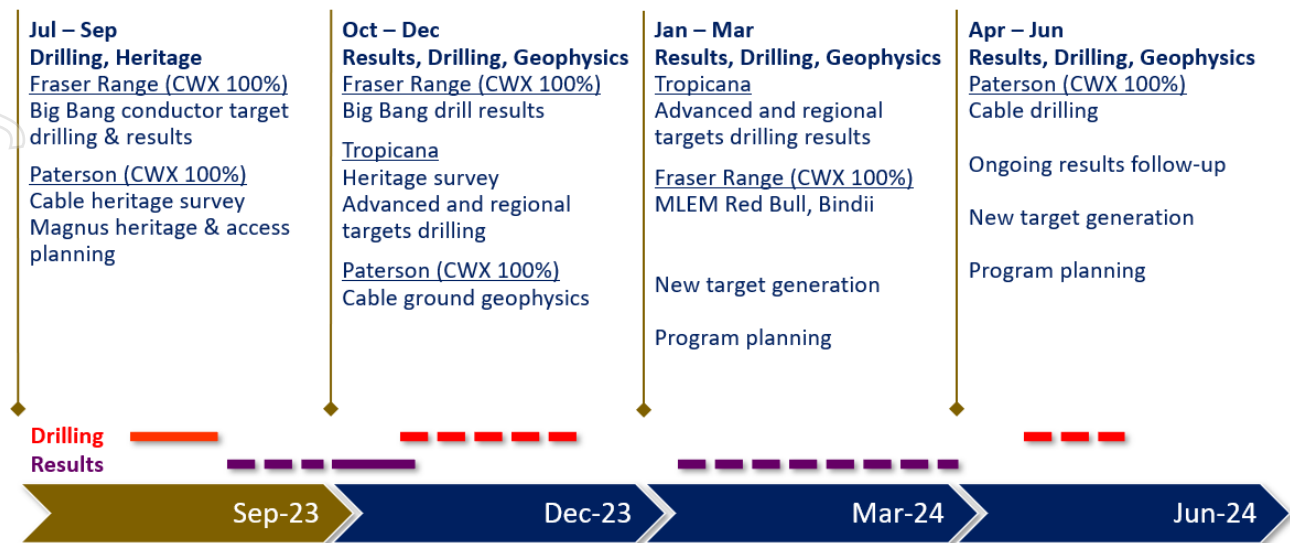 Jul – Sep
Drilling, Heritage
Fraser Range (CWX 100%)
Big Bang conductor target
drilling & results
Paterson (CWX 100%)
Cable heritage survey
Magnus heritage & access
planning
Oct – Dec
Results, Drilling, Geophysics
Fraser Range (CWX 100%)
Big Bang drill results
Tropicana
Heritage survey
Advanced and regional
targets drilling
Paterson (CWX 100%)
Cable ground geophysics
Jan – Mar
Results, Drilling, Geophysics
Tropicana
Advanced and regional
targets drilling results
Fraser Range (CWX 100%)
MLEM Red Bull, Bindii
New target generation
Program planning
Apr – Jun
Results, Drilling, Geophysics
Paterson (CWX 100%)
Cable drilling
Ongoing results follow-up
New target generation
Program planning
Drilling
Results
Sep-23
Dec-23
Mar-24
Jun-24